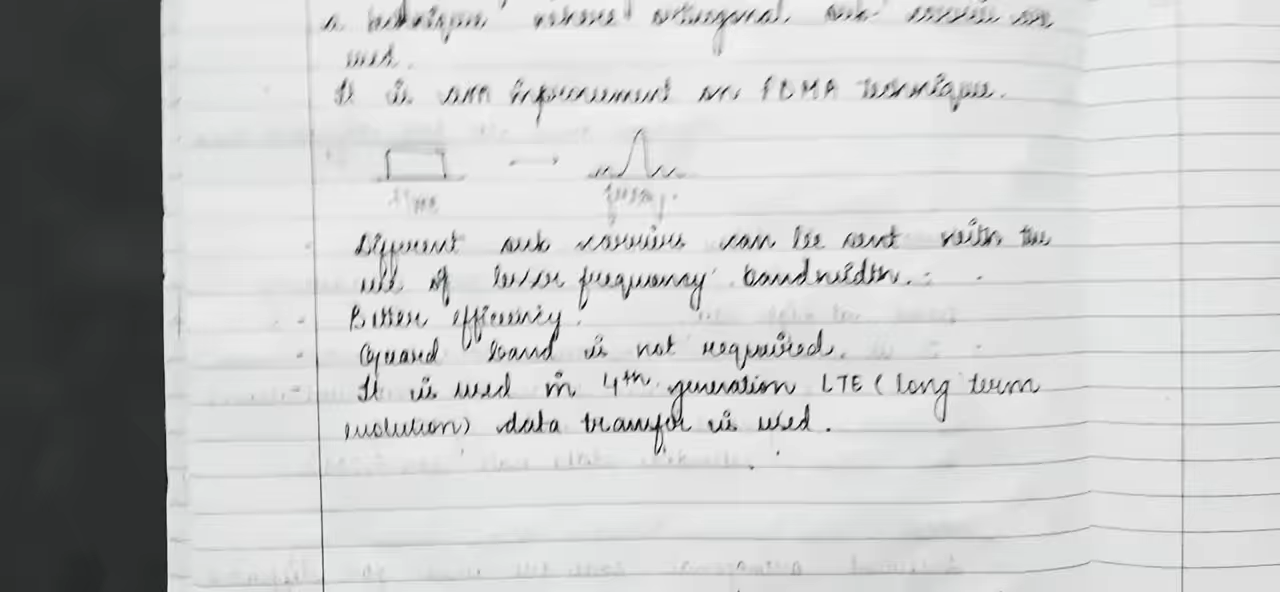 a technique where orthogonal sub carriers are
used.
It is an improvement on FDMA technique.
time
freq.
Different sub carriers can be sent with the
use of lesser frequency bandwidth.
Better efficiency.
Guard band is not required.
It is used in 4th generation LTE (long term
evolution) data transfer is used.